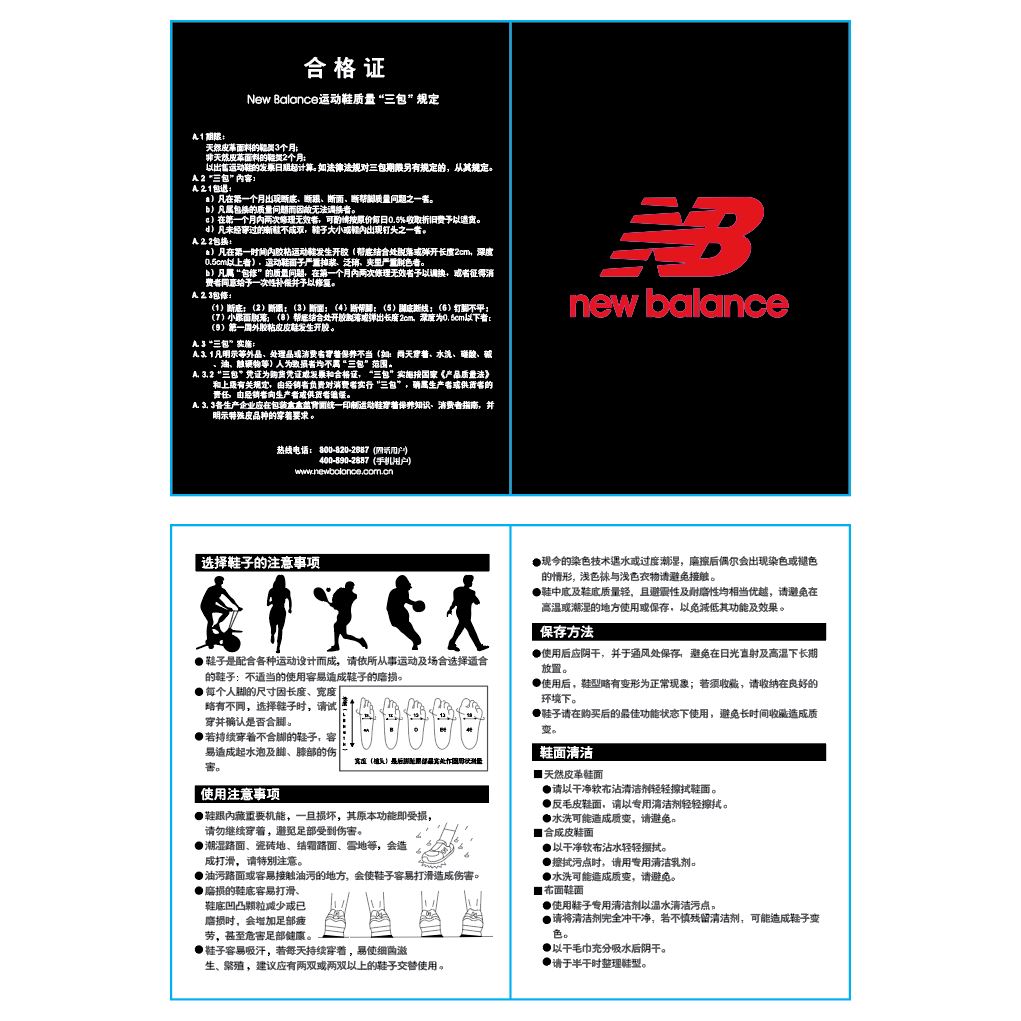 合格证
New Balance运动鞋质量“三包”规定
A.1 期限：
天然皮革面料的鞋类3个月；
非天然皮革面料的鞋类2个月；
以出售运动鞋的发票日期起计算。如法律法规对三包期限另有规定的，从其规定。
A.2“三包”内容：
A.2.1包退：
a）凡在第一个月出现断底、断跟、断面、断帮脚质量问题之一者。
b）凡属包换的质量问题而因故无法调换者。
c）在第一个月内两次修理无效者，可酌情按原价每日0.5%收取折旧费予以退货。
d）凡未经穿过的新鞋不成双，鞋子大小或鞋内出现钉头之一者。
A.2.2包换：
a）凡在第一时间内胶粘运动鞋发生开胶（帮底结合处脱落或弹开长度2cm，深度
0.5cm以上者），运动鞋面子严重掉浆、泛硝，夹里严重脱色者。
b）凡属“包修”的质量问题，在第一个月内两次修理无效者予以调换，或者征得消
费者同意给予一次性补偿并予以修复。
A.2.3包修：
（1）断底；（2）断跟；（3）断面；（4）断帮脚；（5）脚底断线；（6）钉脚不平；
（7）小跟面脱落；（8）帮底结合处开胶脱落或弹出长度2cm，深度为0.5cm以下者；
（9）第一周外胶粘皮皮鞋发生开胶。
A.3“三包”实施：
A.3.1凡明示等外品、处理品或消费者穿着保养不当（如：雨天穿着、水洗、碰酸、碱
、油、触硬物等）人为致损者均不属“三包”范围。
A.3.2“三包”凭证为购货凭证或发票和合格证，“三包”实施按国家《产品质量法》
和上级有关规定，由经销者负责对消费者实行“三包”，确属生产者或供货者的
责任，由经销者向生产者或供货者追偿。
A.3.3各生产企业应在包装盒盒盖背面统一印制运动鞋穿着保养知识、消费者指南，并
明示特殊皮品种的穿着要求。
热线电话： 800-820-2887（固话用户）
400-890-2887（手机用户）
www.newbalance.com.cn
new balance
选择鞋子的注意事项
●鞋子是配合各种运动设计而成，请依所从事运动及场合选择适合
的鞋子；不适当的使用容易造成鞋子的磨损。
●每个人脚的尺寸因长度、宽度
略有不同，选择鞋子时，请试
穿并确认是否合脚。
●若持续穿着不合脚的鞋子，容
易造成起水泡及脚、膝部的伤
害。
使用注意事项
●鞋跟内藏重要机能，一旦损坏，其原本功能即受损，
请勿继续穿着，避免足部受到伤害。
●潮湿路面、瓷砖地、结霜路面、雪地等，会造
成打滑，请特别注意。
●油污路面或容易接触油污的地方，会使鞋子容易打滑造成伤害。
●磨损的鞋底容易打滑、
鞋底凹凸颗粒减少或已
磨损时，会增加足部疲
劳，甚至危害足部健康。
●鞋子容易吸汗，若每天持续穿着，易使细菌滋
生、繁殖，建议应有两双或两双以上的鞋子交替使用。
●现今的染色技术遇水或过度潮湿，磨擦后偶尔会出现染色或褪色
的情形，浅色袜与浅色衣物请避免接触。
●鞋中底及鞋底质量轻，且避震性及耐磨性均相当优越，请避免在
高温或潮湿的地方使用或保存，以免减低其功能及效果。
保存方法
●使用后应阴干，并于通风处保存，避免在日光直射及高温下长期
放置。
●使用后，鞋型略有变形为正常现象；若须收藏，请收纳在良好的
环境下。
●鞋子请在购买后的最佳功能状态下使用，避免长时间收藏造成质
变。
鞋面清洁
■天然皮革鞋面
●请以干净软布沾清洁剂轻轻擦拭鞋面。
●反毛皮鞋面，请以专用清洁剂轻轻擦拭。
●水洗可能造成质变，请避免。
■合成皮鞋面
●以干净软布沾水轻轻擦拭。
●擦拭污点时，请用专用清洁乳剂。
●水洗可能造成质变，请避免。
■布面鞋面
●使用鞋子专用清洁剂以温水清洁污点。
●请将清洁剂完全冲干净，若不慎残留清洁剂，可能造成鞋子变
色。
●以干毛巾充分吸水后阴干。
●请于半干时整理鞋型。